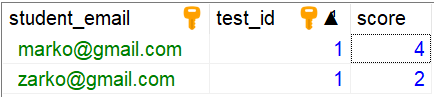 student_email test_id score
marko@gmail.com 1 4
zarko@gmail.com 1 2